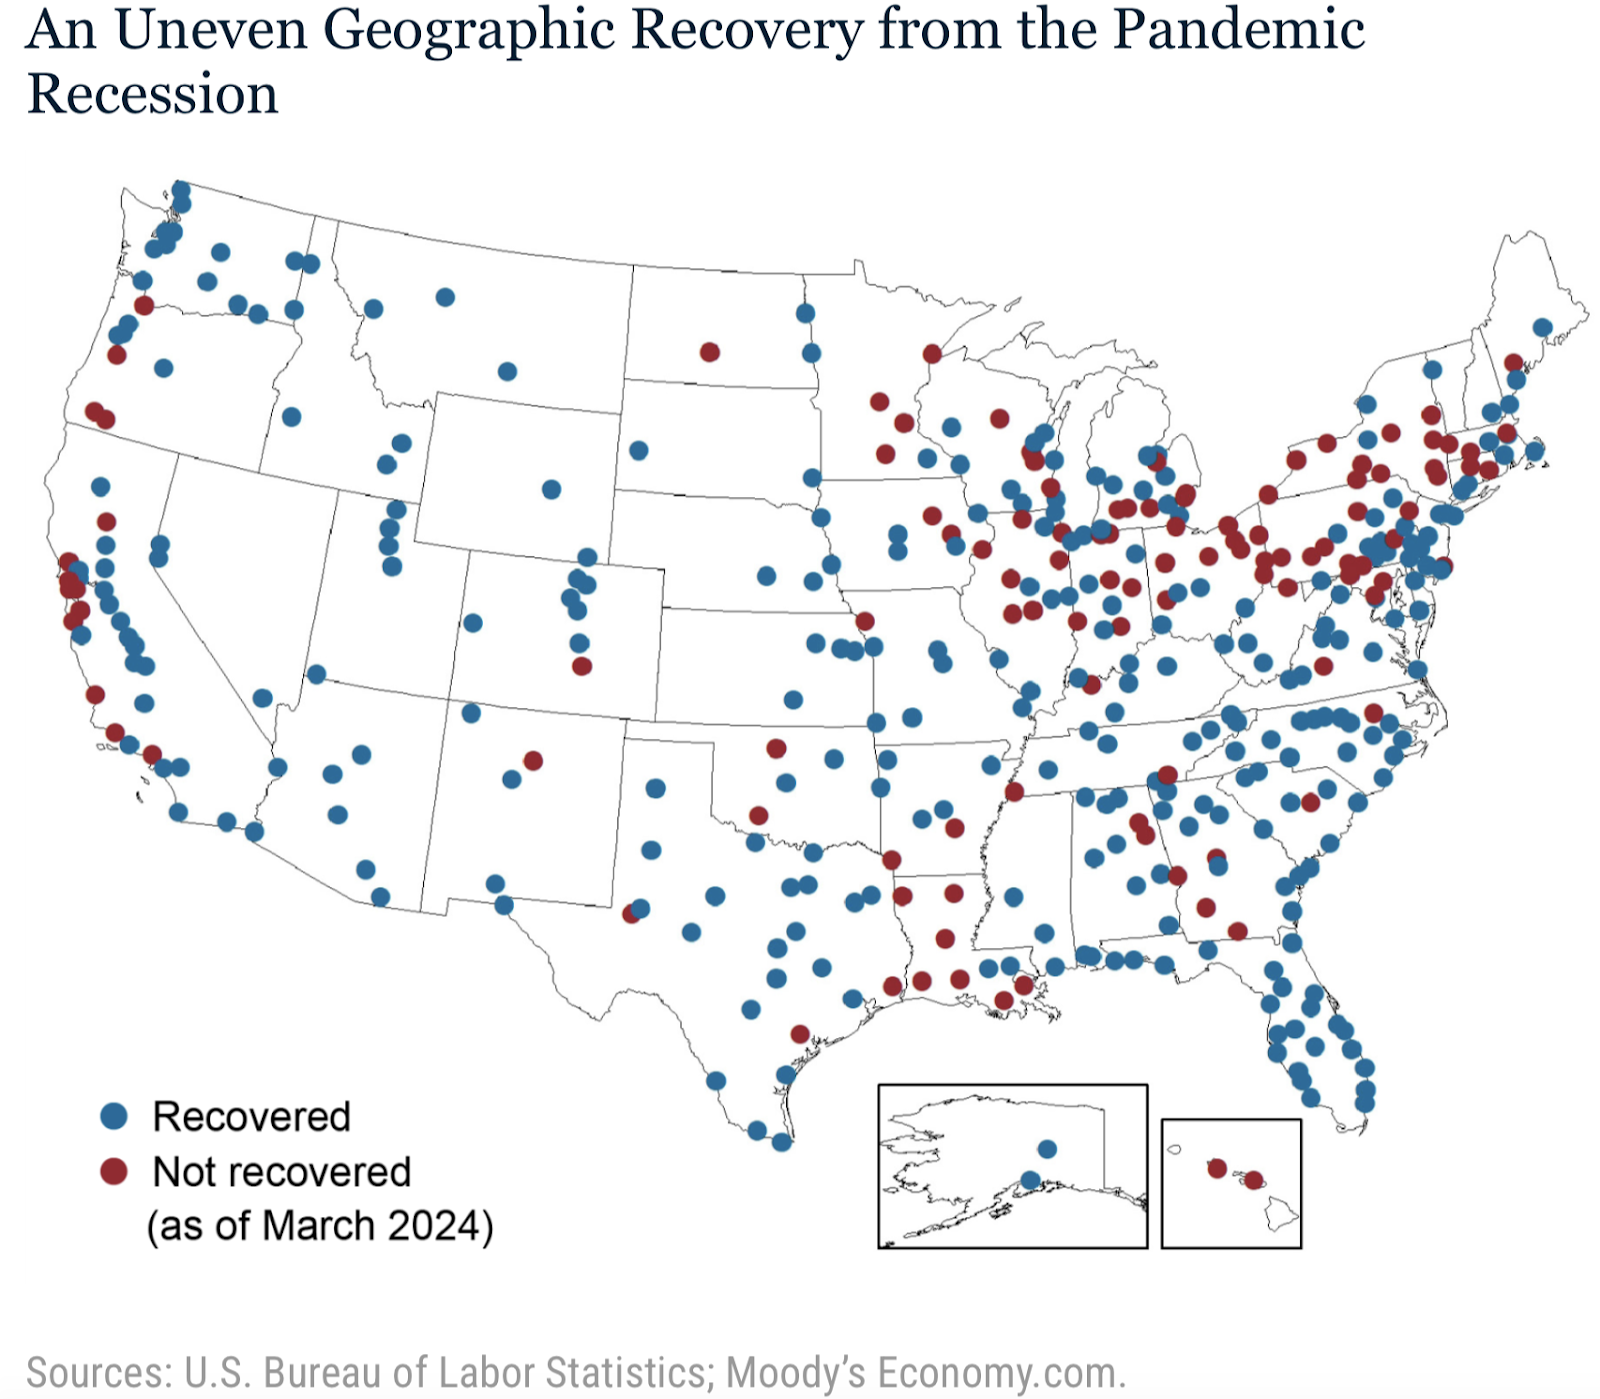 An Uneven Geographic Recovery from the Pandemic
Recession
Recovered
Not recovered
(as of March 2024)
Sources: U.S. Bureau of Labor Statistics; Moody’s Economy.com.